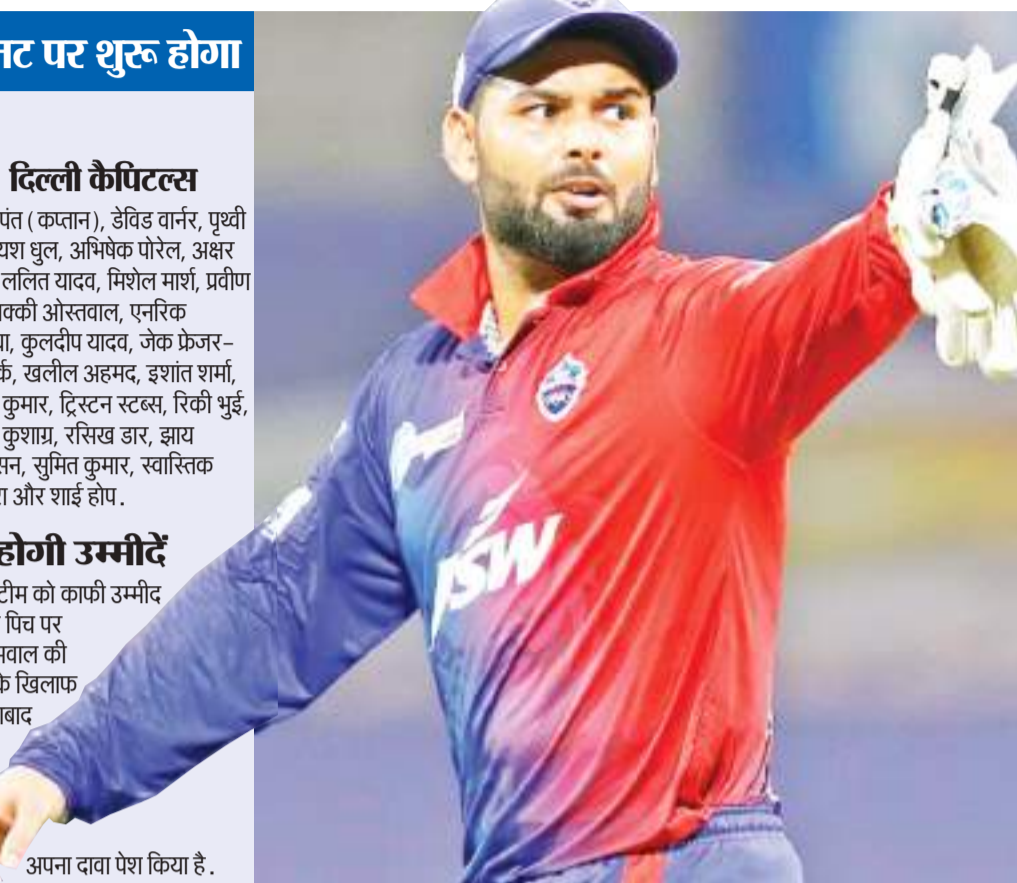 पर शुरू होगा
दिल्ली कैपिटल्स
पंत ( कप्तान ), डेविड वार्नर, पृथ्वी
यश धुल, अभिषेक पोरेल, अक्षर
ललित यादव, मिशेल मार्श, प्रवीण
ओस्तवाल, एनरिक
कुलदीप यादव, जेक फ्रेजर-
खलील अहमद, इशांत शर्मा,
कुमार, ट्रिस्टन स्टब्स, रिकी भुई,
कुशाग्र, रसिख डार, झाय
सुमित कुमार, स्वास्तिक
और शाई होप .
होगी उम्मीदें
टीम को काफी उम्मीद
पिच पर
की
के खिलाफ
अपना दावा पेश किया है .
JSW